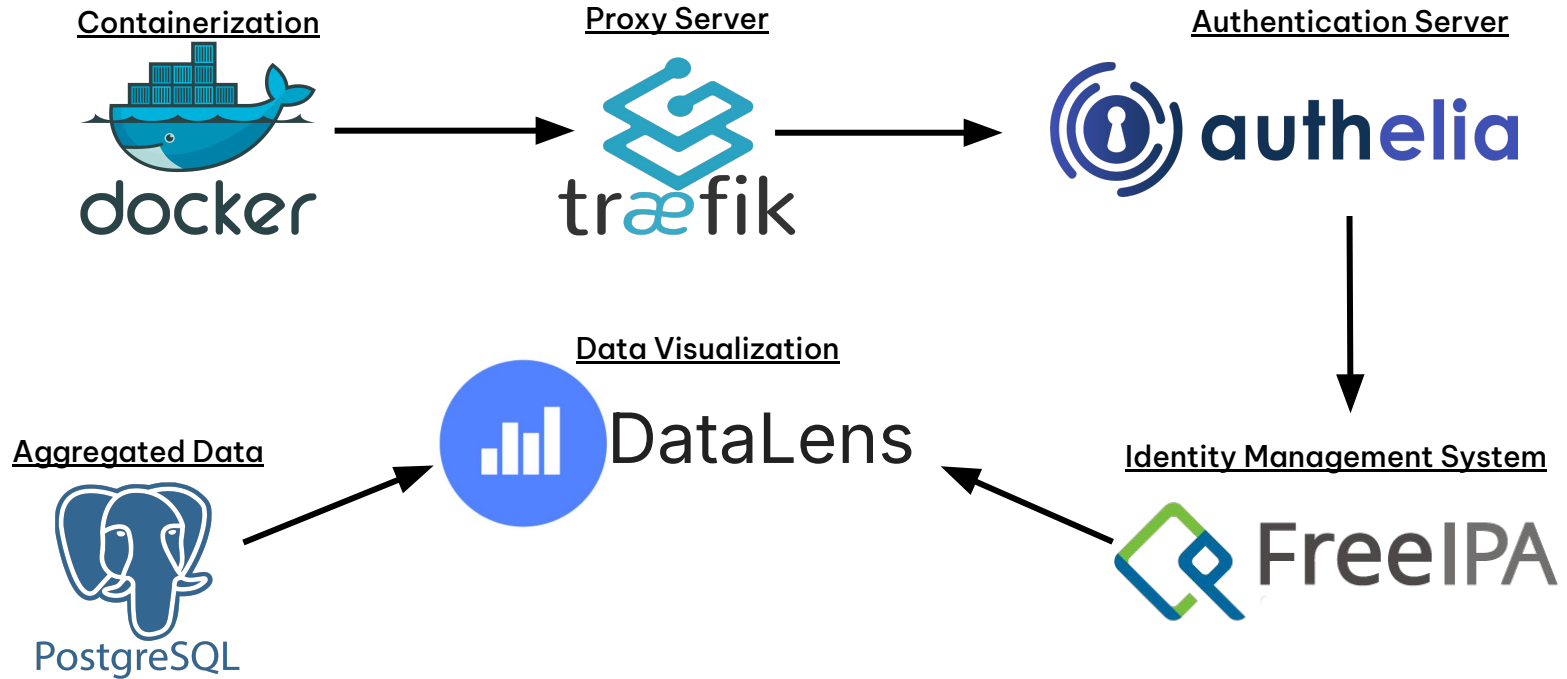 Containerization
docker
Proxy Server
træfik
Authentication Server
authelia
Data Visualization
DataLens
Aggregated Data
PostgreSQL
Identity Management System
FreeIPA